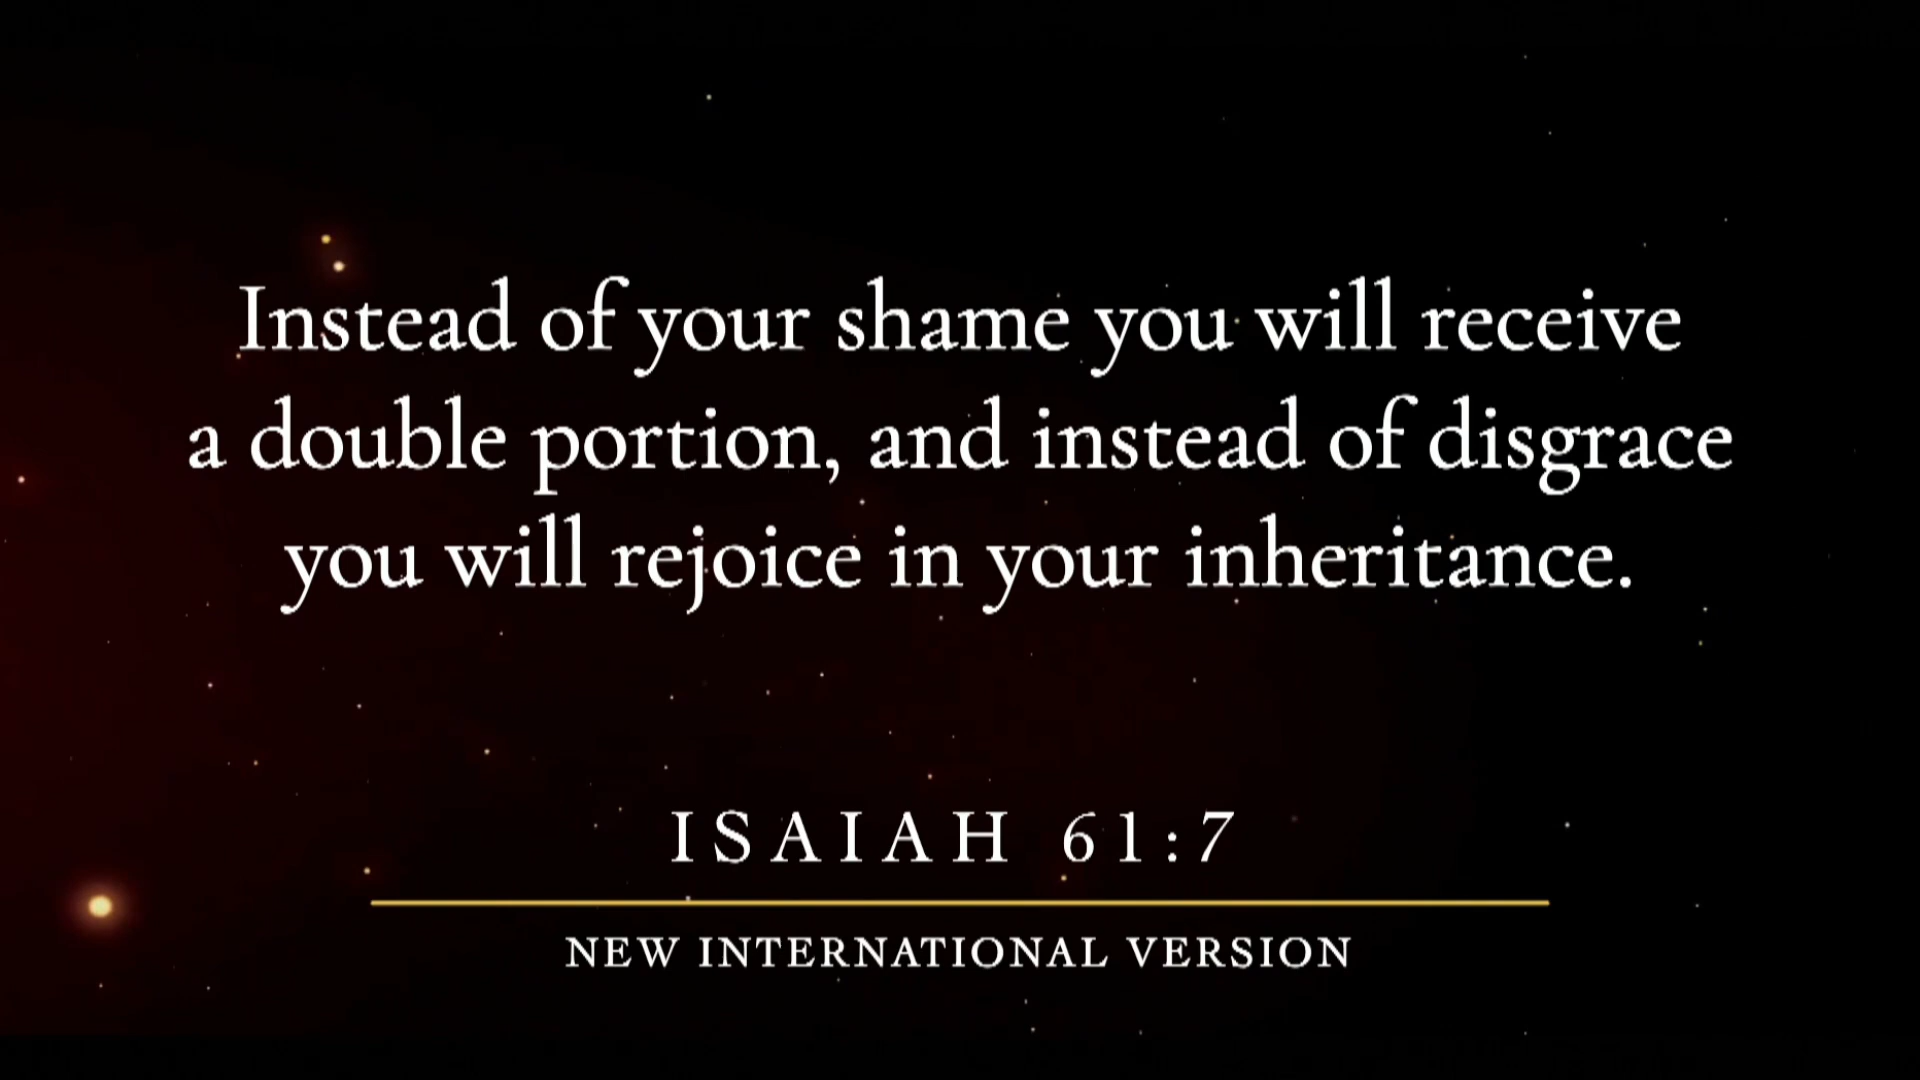 Instead of your shame you will receive
a double portion, and instead of disgrace
you will rejoice in your inheritance.
ISAIAH 61:7
NEW INTERNATIONAL VERSION